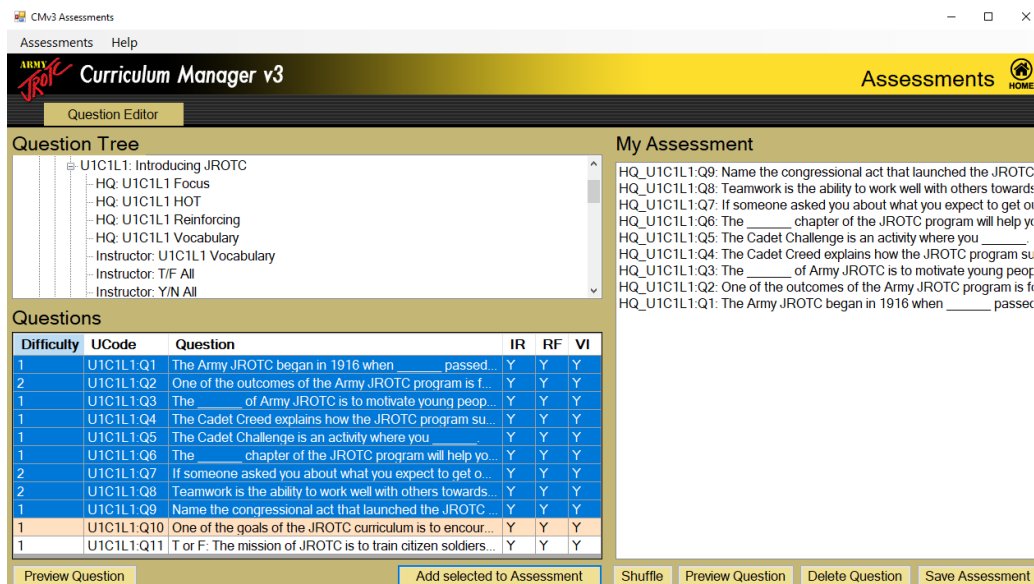 CMv3 Assessments
Assessments Help
ARMY JROTC Curriculum Manager v3 Assessments HOME
Question Editor
Question Tree
U1C1L1: Introducing JROTC
HQ: U1C1L1 Focus
HQ: U1C1L1 HOT
HQ: U1C1L1 Reinforcing
HQ: U1C1L1 Vocabulary
Instructor: U1C1L1 Vocabulary
Instructor: T/F All
Instructor: Y/N All
Questions
Difficulty UCode Question IR RF VI
1 U1C1L1:Q1 The Army JROTC began in 1916 when ______ passed... Y Y Y
2 U1C1L1:Q2 One of the outcomes of the Army JROTC program is f... Y Y Y
1 U1C1L1:Q3 The ______ of Army JROTC is to motivate young peop... Y Y Y
1 U1C1L1:Q4 The Cadet Creed explains how the JROTC program su... Y Y Y
1 U1C1L1:Q5 The Cadet Challenge is an activity where you ______. Y Y Y
1 U1C1L1:Q6 The ______ chapter of the JROTC program will help yo... Y Y Y
2 U1C1L1:Q7 If someone asked you about what you expect to get o... Y Y Y
2 U1C1L1:Q8 Teamwork is the ability to work well with others towards... Y Y Y
1 U1C1L1:Q9 Name the congressional act that launched the JROTC ... Y Y Y
1 U1C1L1:Q10 One of the goals of the JROTC curriculum is to encour... Y Y Y
1 U1C1L1:Q11 T or F: The mission of JROTC is to train citizen soldiers... Y Y Y
Preview Question Add selected to Assessment
My Assessment
HQ_U1C1L1:Q9: Name the congressional act that launched the JROTC
HQ_U1C1L1:Q8: Teamwork is the ability to work well with others towards
HQ_U1C1L1:Q7: If someone asked you about what you expect to get ou
HQ_U1C1L1:Q6: The ______ chapter of the JROTC program will help yo
HQ_U1C1L1:Q5: The Cadet Challenge is an activity where you ______.
HQ_U1C1L1:Q4: The Cadet Creed explains how the JROTC program su
HQ_U1C1L1:Q3: The ______ of Army JROTC is to motivate young peop
HQ_U1C1L1:Q2: One of the outcomes of the Army JROTC program is fo
HQ_U1C1L1:Q1: The Army JROTC began in 1916 when ______ passed
Shuffle Preview Question Delete Question Save Assessment